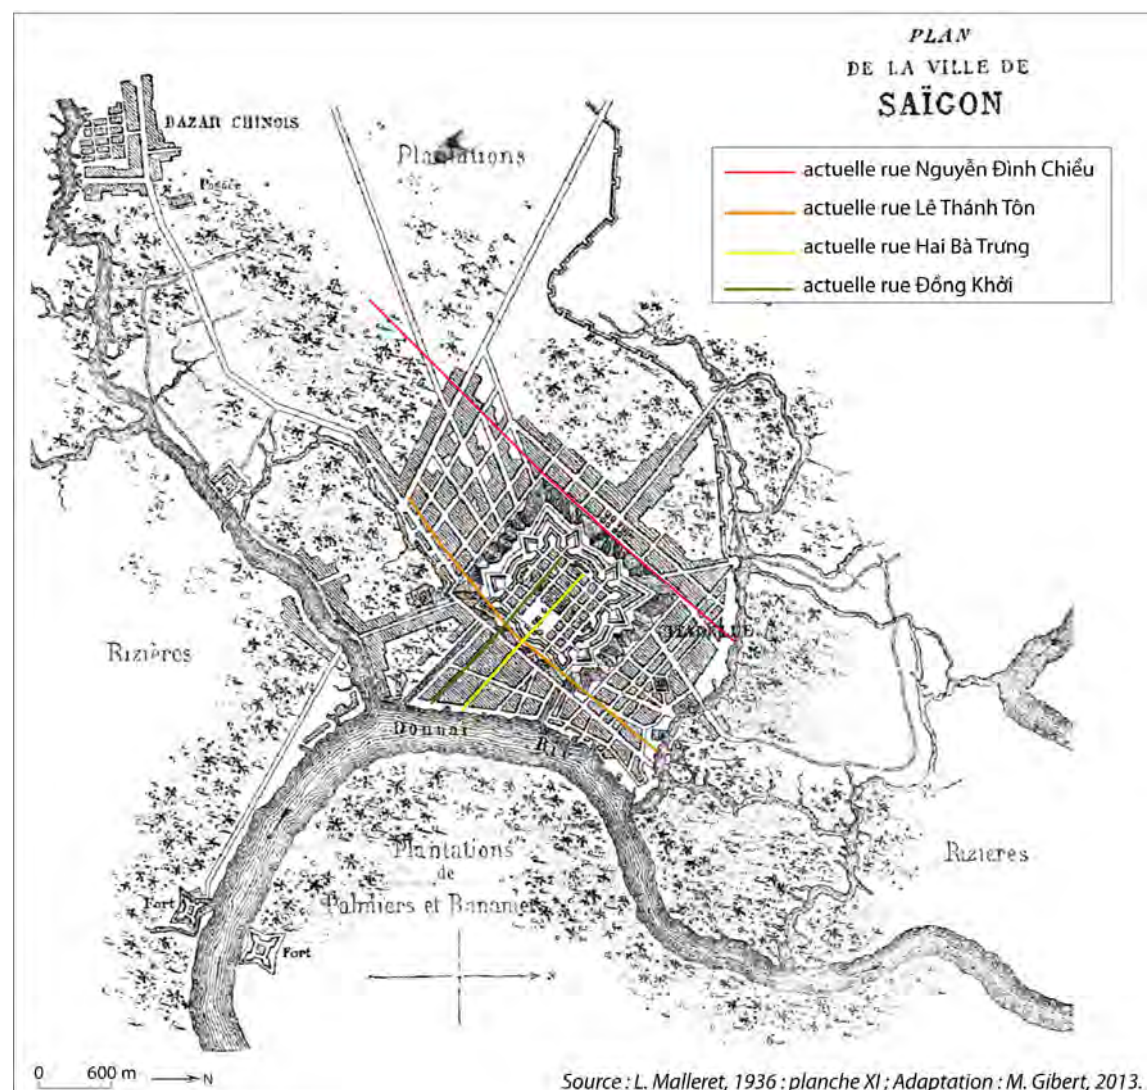 PLAN
DE LA VILLE DE
SAÏGON
actuelle rue Nguyễn Đình Chiểu
actuelle rue Lê Thánh Tôn
actuelle rue Hai Bà Trưng
actuelle rue Đồng Khởi
BAZAR CHINOIS
Plantations
Pagode
RIZIÈRES
Donnai
Plantations
de
Palmiers et Bananiers
RIZIÈRES
Fort
Fort
N
0 600 m N
Source : L. Malleret, 1936 : planche XI ; Adaptation : M. Gibert, 2013.